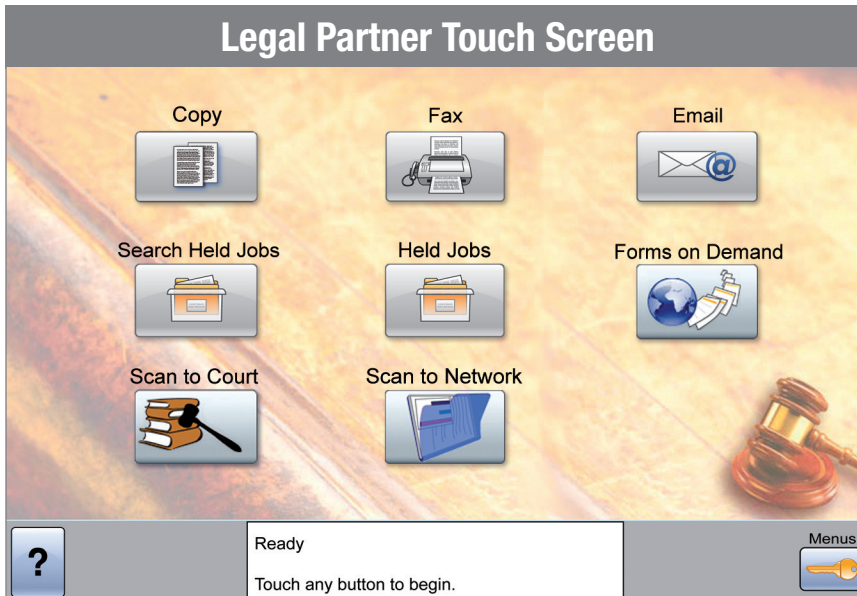 Legal Partner Touch Screen
Copy
Fax
Email
@
Search Held Jobs
Held Jobs
Forms on Demand
Scan to Court
Scan to Network
?
Ready
Touch any button to begin.
Menus